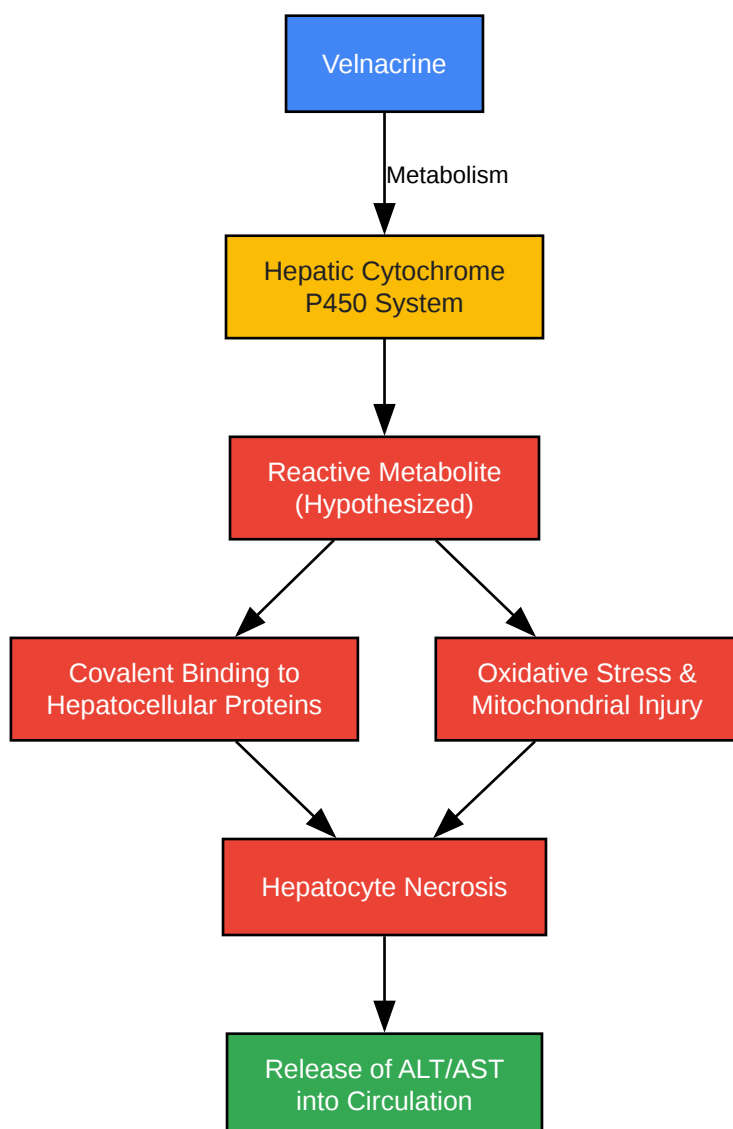 Velnacrine
Metabolism
Hepatic Cytochrome
P450 System
Reactive Metabolite
(Hypothesized)
Covalent Binding to
Hepatocellular Proteins
Oxidative Stress &
Mitochondrial Injury
Hepatocyte Necrosis
Release of ALT/AST
into Circulation